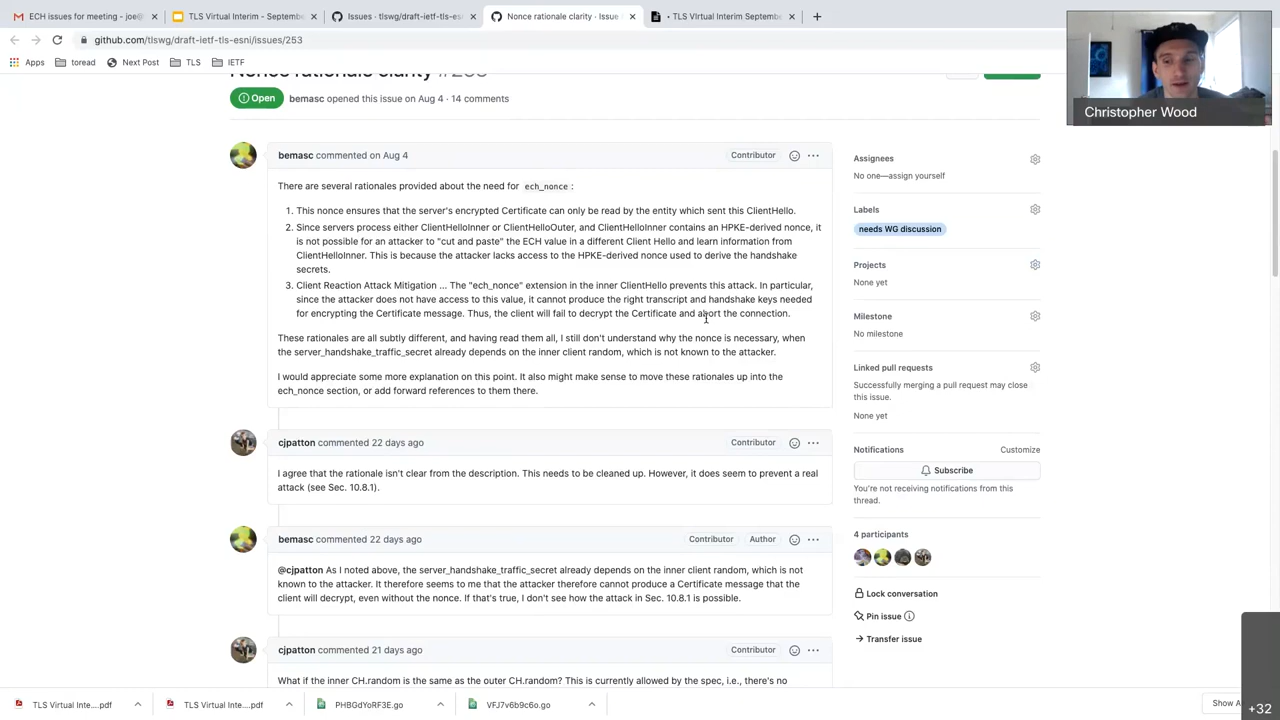 ECH issues for meeting - joe@
TLS Virtual Interim - Septembe
Issues · tlswg/draft-ietf-tls-esn
Nonce rationale clarity · Issue
• TLS VIrtual Interim Septemb
github.com/tlswg/draft-ietf-tls-esni/issues/253
Apps
toread
Next Post
TLS
IETF
Christopher Wood
Nonce rationale clarity #253
Open
bemasc opened this issue on Aug 4 · 14 comments
bemasc commented on Aug 4
Contributor
There are several rationales provided about the need for ech_nonce :
1. This nonce ensures that the server's encrypted Certificate can only be read by the entity which sent this ClientHello.
2. Since servers process either ClientHelloInner or ClientHelloOuter, and ClientHelloInner contains an HPKE-derived nonce, it
is not possible for an attacker to "cut and paste" the ECH value in a different Client Hello and learn information from
ClientHelloInner. This is because the attacker lacks access to the HPKE-derived nonce used to derive the handshake
secrets.
3. Client Reaction Attack Mitigation ... The "ech_nonce" extension in the inner ClientHello prevents this attack. In particular,
since the attacker does not have access to this value, it cannot produce the right transcript and handshake keys needed
for encrypting the Certificate message. Thus, the client will fail to decrypt the Certificate and abort the connection.
These rationales are all subtly different, and having read them all, I still don't understand why the nonce is necessary, when
the server_handshake_traffic_secret already depends on the inner client random, which is not known to the attacker.
I would appreciate some more explanation on this point. It also might make sense to move these rationales up into the
ech_nonce section, or add forward references to them there.
cjpatton commented 22 days ago
Contributor
I agree that the rationale isn't clear from the description. This needs to be cleaned up. However, it does seem to prevent a real
attack (see Sec. 10.8.1).
bemasc commented 22 days ago
Contributor
Author
@cjpatton As I noted above, the server_handshake_traffic_secret already depends on the inner client random, which is not
known to the attacker. It therefore seems to me that the attacker therefore cannot produce a Certificate message that the
client will decrypt, even without the nonce. If that's true, I don't see how the attack in Sec. 10.8.1 is possible.
cjpatton commented 21 days ago
Contributor
What if the inner CH.random is the same as the outer CH.random? This is currently allowed by the spec, i.e., there's no
Assignees
No one—assign yourself
Labels
needs WG discussion
Projects
None yet
Milestone
No milestone
Linked pull requests
Successfully merging a pull request may close
this issue.
None yet
Notifications
Customize
Subscribe
You're not receiving notifications from this
thread.
4 participants
Lock conversation
Pin issue
Transfer issue
TLS Virtual Inte....pdf
TLS Virtual Inte....pdf
PHBGdYoRF3E.go
VFJ7v6b9c6o.go
Show A
+32